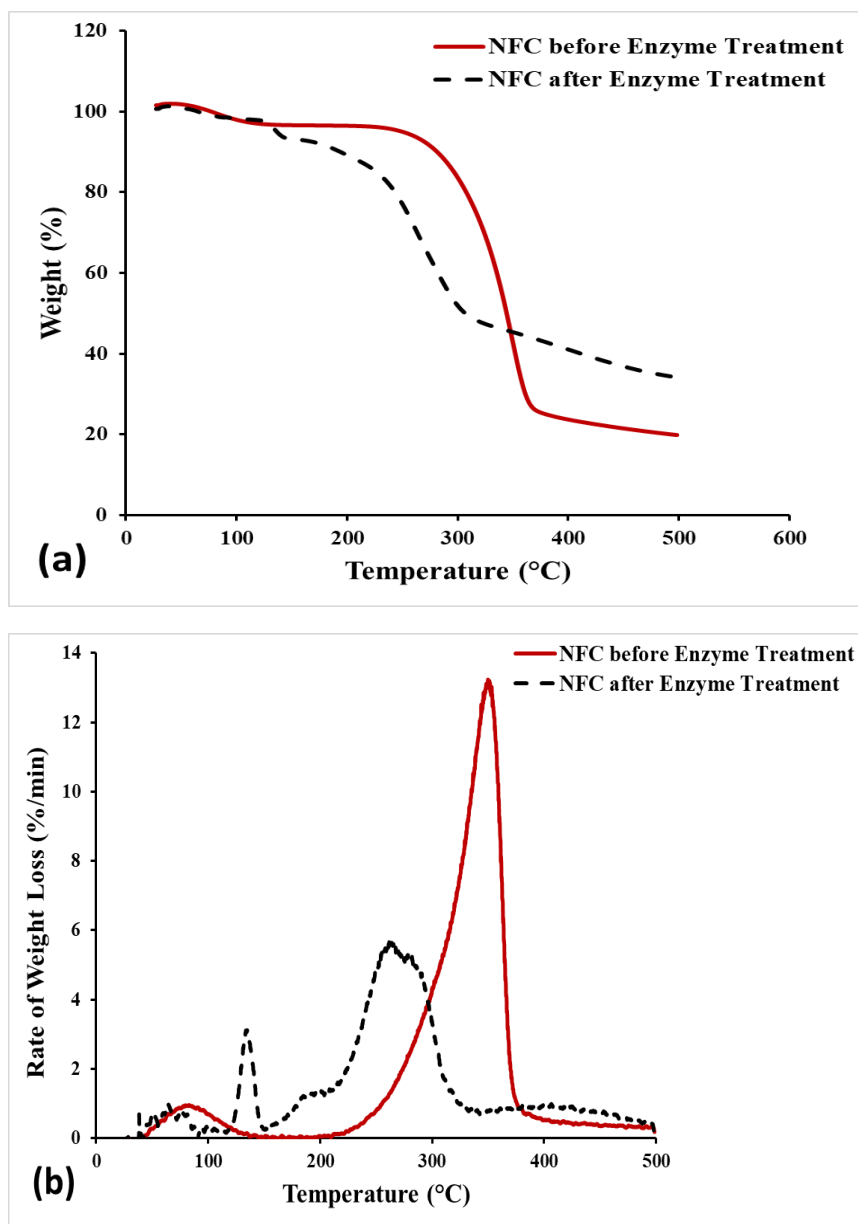 NFC before Enzyme Treatment
NFC after Enzyme Treatment
120
100
80
60
40
20
0
Weight (%)
0 100 200 300 400 500 600
Temperature (°C)
(a)
NFC before Enzyme Treatment
NFC after Enzyme Treatment
14
12
10
8
6
4
2
0
Rate of Weight Loss (%/min)
0 100 200 300 400 500
Temperature (°C)
(b)